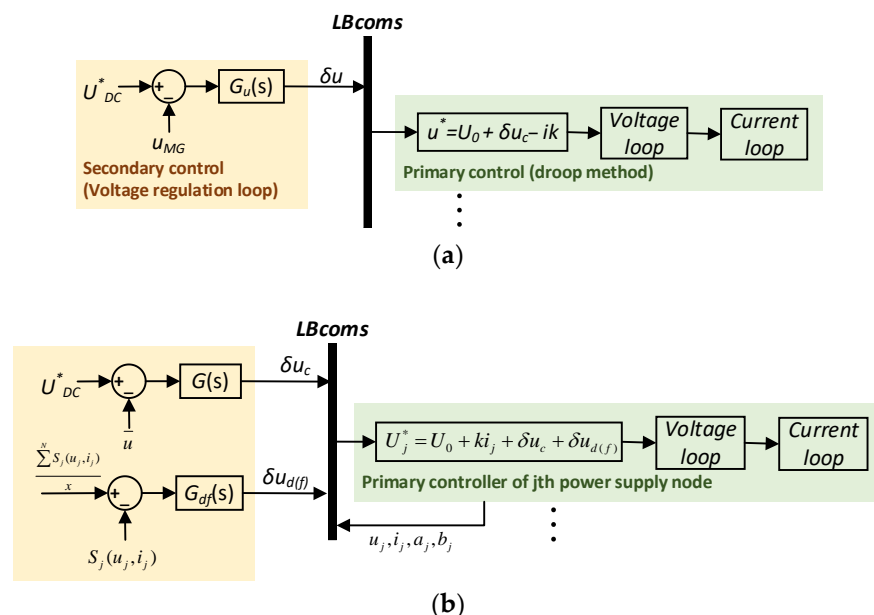 LBcoms
U*DC
+
−
Gu(s)
δu
uMG
Secondary control
(Voltage regulation loop)
u*=U0 + δuc − ik
Voltage
loop
Current
loop
Primary control (droop method)
(a)
LBcoms
U*DC
+
−
G(s)
δuc
u̅
∑N Sj(uj,ij)
x
+
−
Gdf(s)
δud(f)
Sj(uj,ij)
U*j = U0 + kij + δuc + δud(f)
Voltage
loop
Current
loop
Primary controller of jth power supply node
uj,ij,aj,bj
(b)